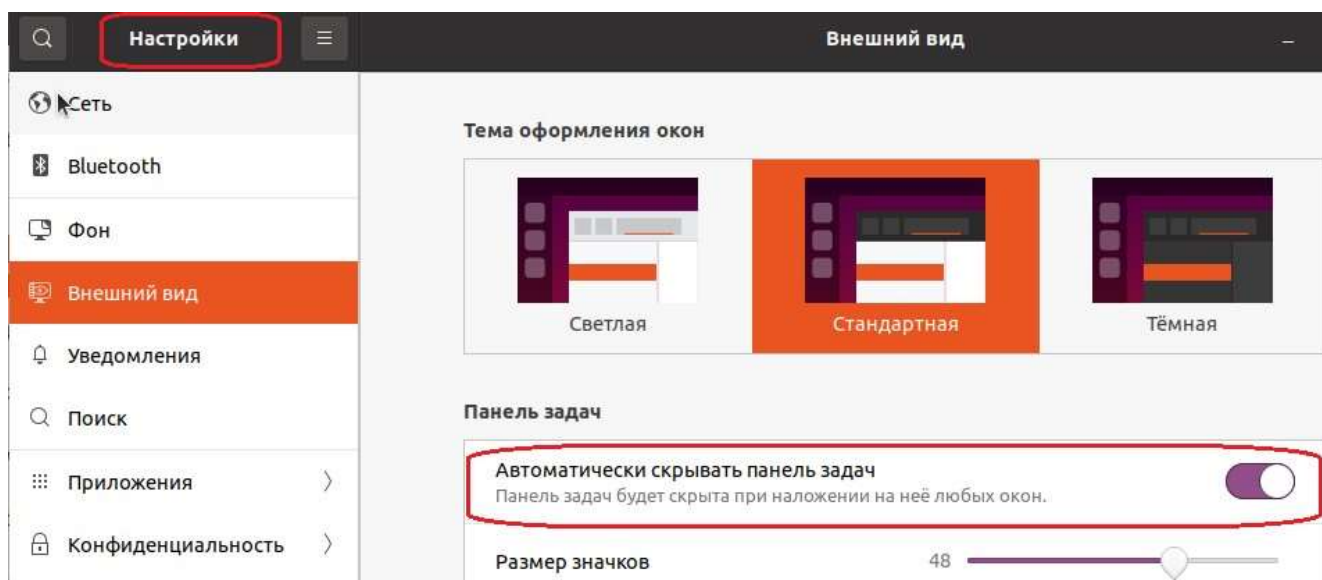 Настройки
Внешний вид
Сеть
Bluetooth
Фон
Внешний вид
Уведомления
Поиск
Приложения
Конфиденциальность
Тема оформления окон
Светлая
Стандартная
Тёмная
Панель задач
Автоматически скрывать панель задач
Панель задач будет скрыта при наложении на неё любых окон.
Размер значков
48